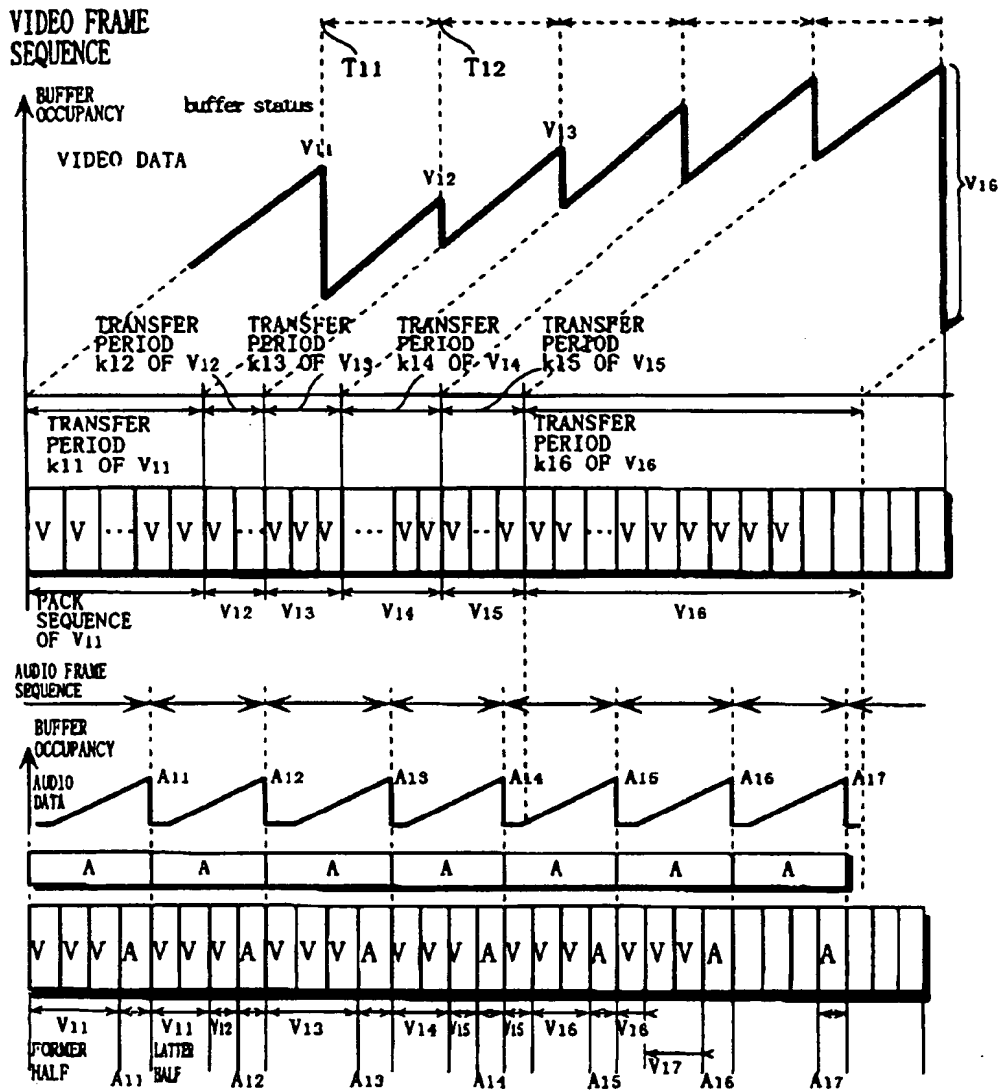 VIDEO FRAME
SEQUENCE
T11
T12
BUFFER
OCCUPANCY
buffer status
VIDEO DATA
V11
V12
V13
V16
TRANSFER
PERIOD
k12 OF V12
TRANSFER
PERIOD
k13 OF V13
TRANSFER
PERIOD
k14 OF V14
TRANSFER
PERIOD
k15 OF V15
TRANSFER
PERIOD
k11 OF V11
TRANSFER
PERIOD
k16 OF V16
V V ... V V V ... V V V ... V V V ... V V V ... V V V V V V
PACK
SEQUENCE
OF V11
V12 V13 V14 V15 V16
AUDIO FRAME
SEQUENCE
BUFFER
OCCUPANCY
AUDIO
DATA
A11 A12 A13 A14 A15 A16 A17
A A A A A A A
V V V A V V V A V V V A V V V A V V V A V V V A A
V11 V11 V12 V13 V14 V15 V15 V16 V16
V17
FORMER
HALF
LATTER
HALF
A11 A12 A13 A14 A15 A16 A17